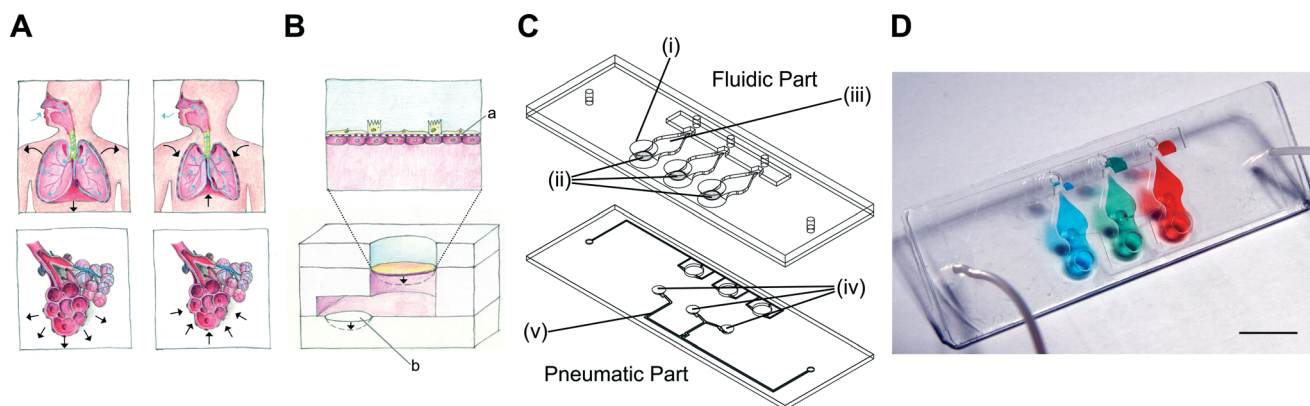 A
B
C
D
a
b
(i)
Fluidic Part
(iii)
(ii)
(iv)
(v)
Pneumatic Part